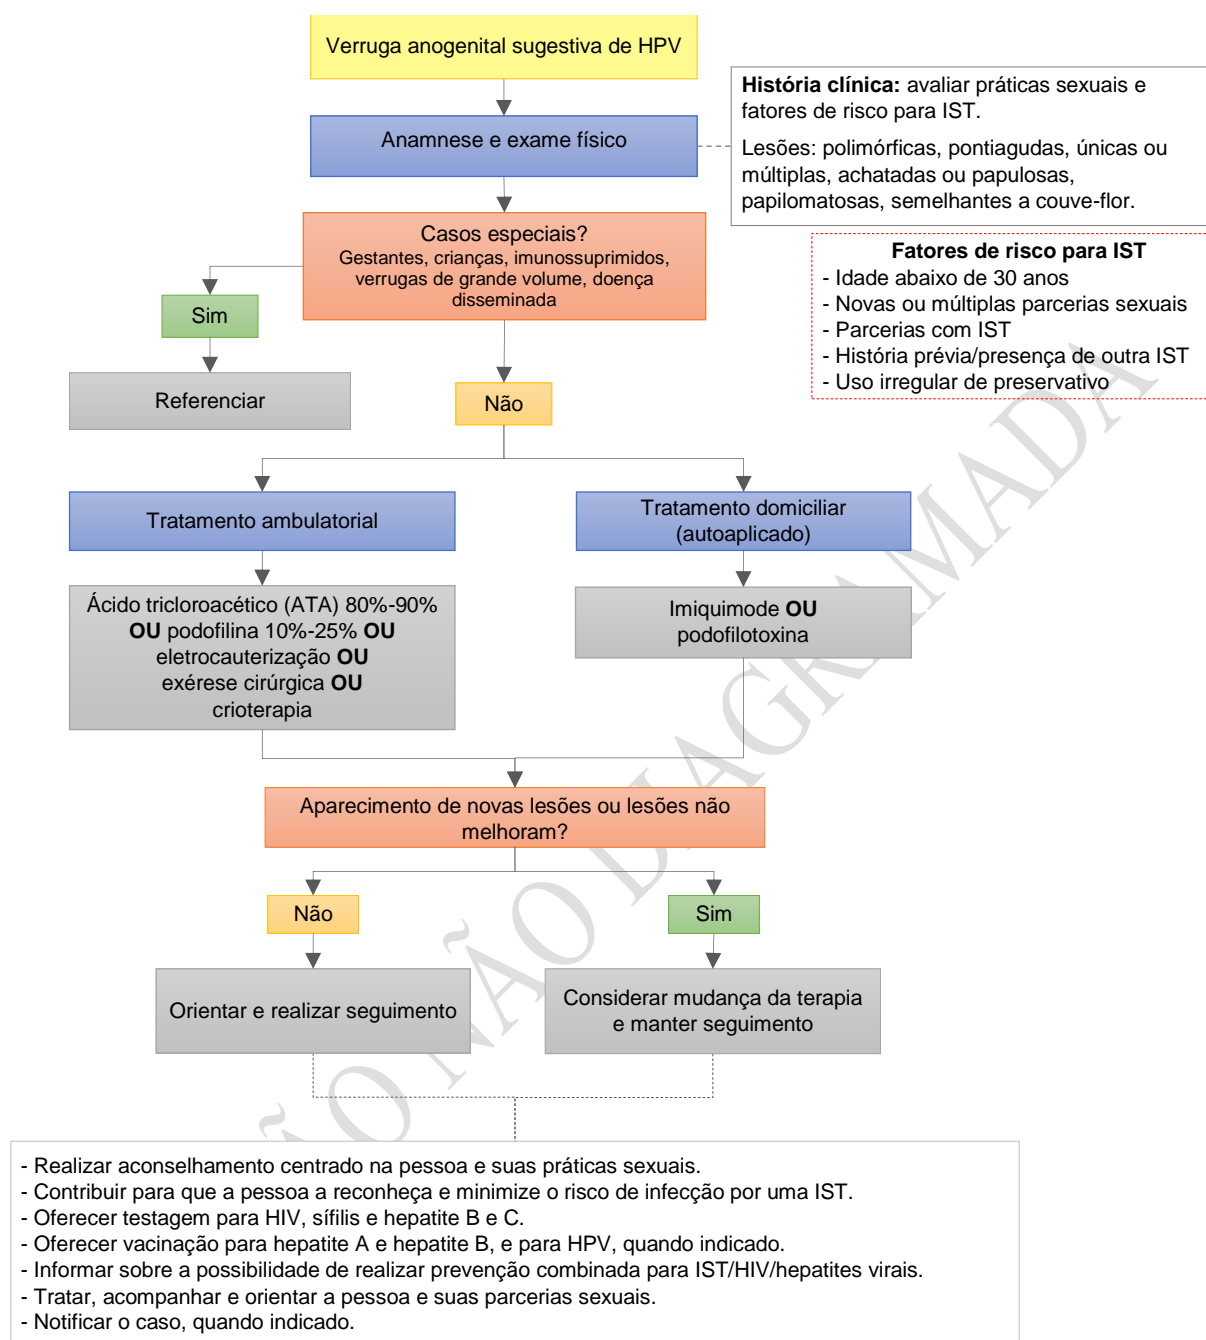 Verruga anogenital sugestiva de HPV
Anamnese e exame físico
História clínica: avaliar práticas sexuais e
fatores de risco para IST.
Lesões: polimórficas, pontiagudas, únicas ou
múltiplas, achatadas ou papulosas,
papilomatosas, semelhantes a couve-flor.
Casos especiais?
Gestantes, crianças, imunossuprimidos,
verrugas de grande volume, doença
disseminada
Fatores de risco para IST
- Idade abaixo de 30 anos
- Novas ou múltiplas parcerias sexuais
- Parcerias com IST
- História prévia/presença de outra IST
- Uso irregular de preservativo
Sim
Referenciar
Não
Tratamento ambulatorial
Tratamento domiciliar
(autoaplicado)
Ácido tricloroacético (ATA) 80%-90%
OU podofilina 10%-25% OU
eletrocauterização OU
exérese cirúrgica OU
crioterapia
Imiquimode OU
podofilotoxina
Aparecimento de novas lesões ou lesões não
melhoram?
Não
Sim
Orientar e realizar seguimento
Considerar mudança da terapia
e manter seguimento
- Realizar aconselhamento centrado na pessoa e suas práticas sexuais.
- Contribuir para que a pessoa a reconheça e minimize o risco de infecção por uma IST.
- Oferecer testagem para HIV, sífilis e hepatite B e C.
- Oferecer vacinação para hepatite A e hepatite B, e para HPV, quando indicado.
- Informar sobre a possibilidade de realizar prevenção combinada para IST/HIV/hepatites virais.
- Tratar, acompanhar e orientar a pessoa e suas parcerias sexuais.
- Notificar o caso, quando indicado.
ÃO NÃO DIAGRAMADA